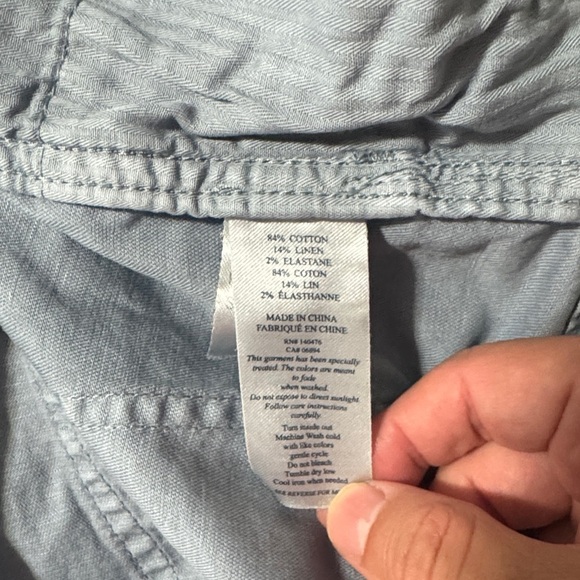 84% COTTON
14% LINEN
2% ELASTANE
84% COTON
14% LIN
2% ÉLASTHANNE
MADE IN CHINA
FABRIQUÉ EN CHINE
RN# 140476
CA# 06894
This garment has been specially
treated. The colors are meant
to fade
when washed.
Do not expose to direct sunlight
Follow care instructions
carefully.
Turn inside out
Machine Wash cold
with like colors
gentle cycle
Do not bleach
Tumble dry low
Cool iron when needed
REVERSE FOR